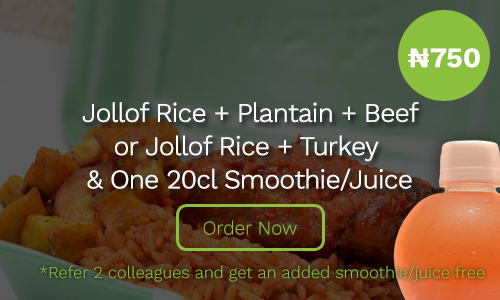 ₦750
Jollof Rice + Plantain + Beef
or Jollof Rice + Turkey
& One 20cl Smoothie/Juice
Order Now
*Refer 2 colleagues and get an added smoothie/juice free